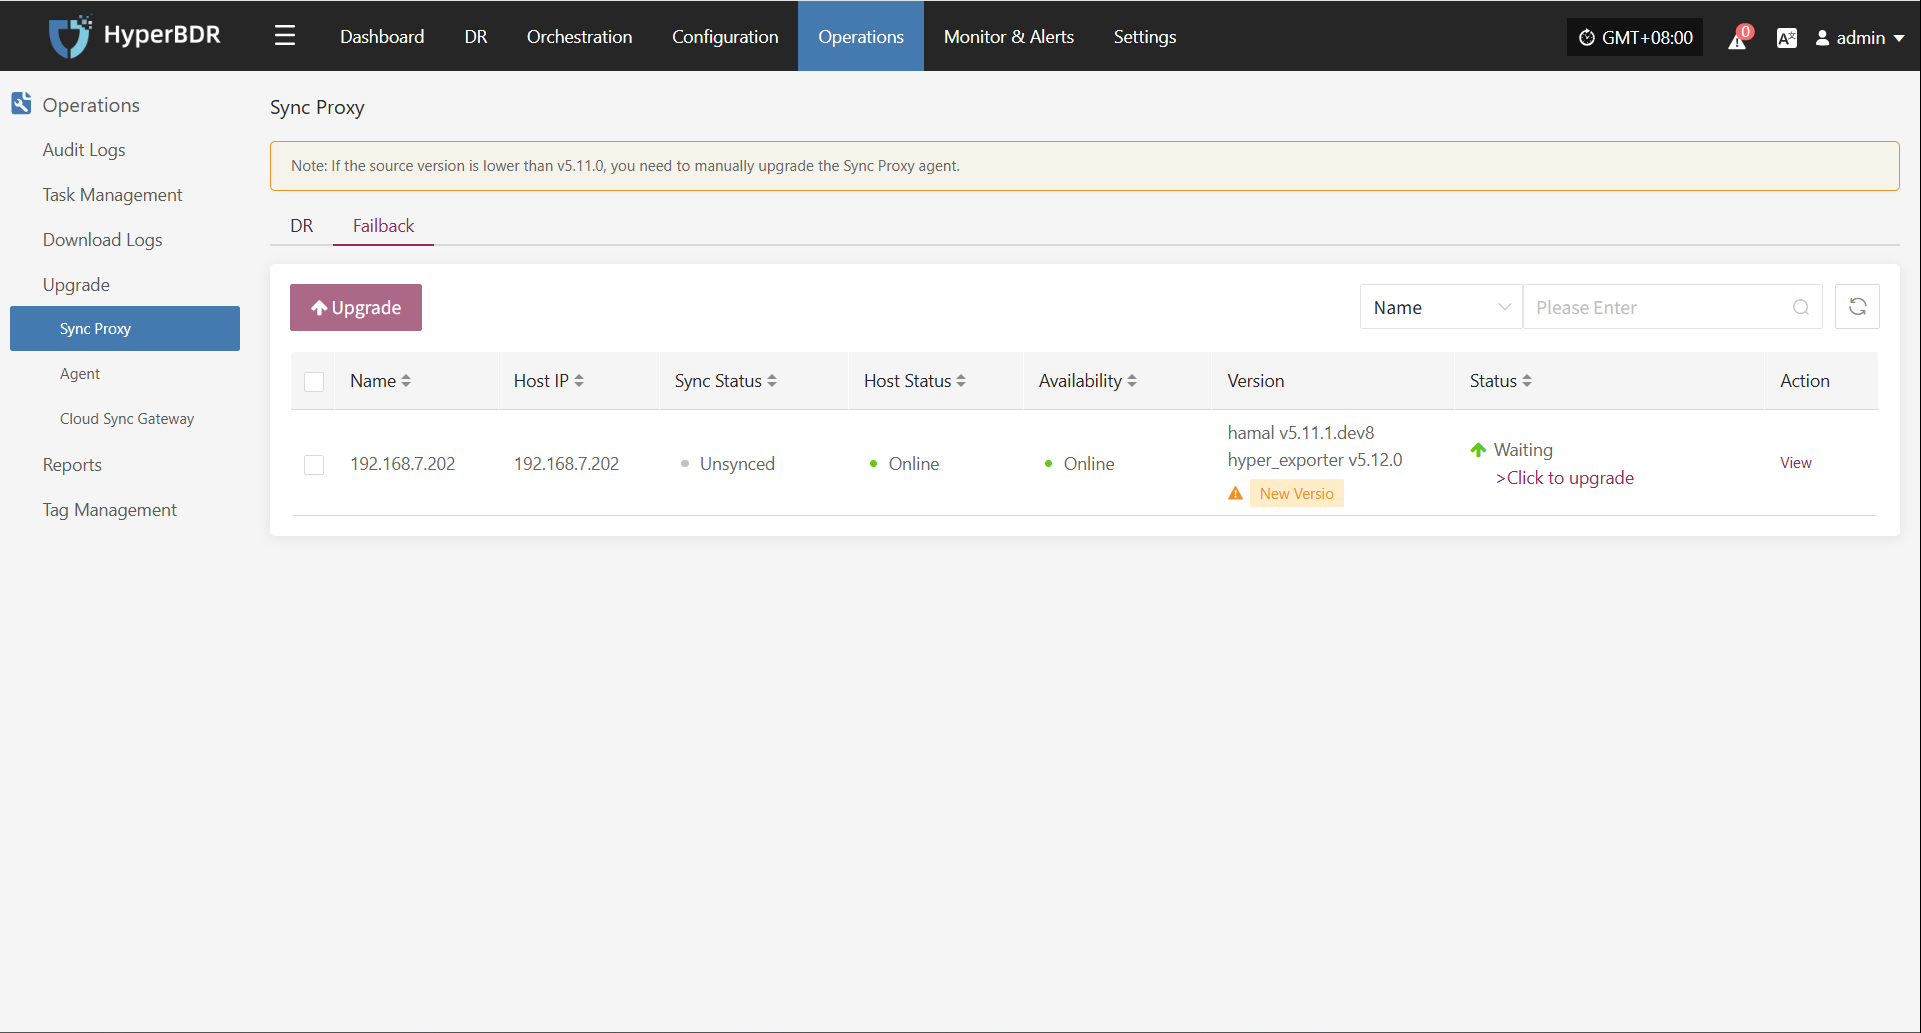 HyperBDR
Dashboard DR Orchestration Configuration Operations Monitor & Alerts Settings
GMT+08:00 0 admin
Operations
Audit Logs
Task Management
Download Logs
Upgrade
Sync Proxy
Agent
Cloud Sync Gateway
Reports
Tag Management
Sync Proxy
Note: If the source version is lower than v5.11.0, you need to manually upgrade the Sync Proxy agent.
DR Failback
Upgrade
Name Please Enter
Name Host IP Sync Status Host Status Availability Version Status Action
192.168.7.202 192.168.7.202 Unsynced Online Online
hamal v5.11.1.dev8
hyper_exporter v5.12.0
New Versio
Waiting
>Click to upgrade
View